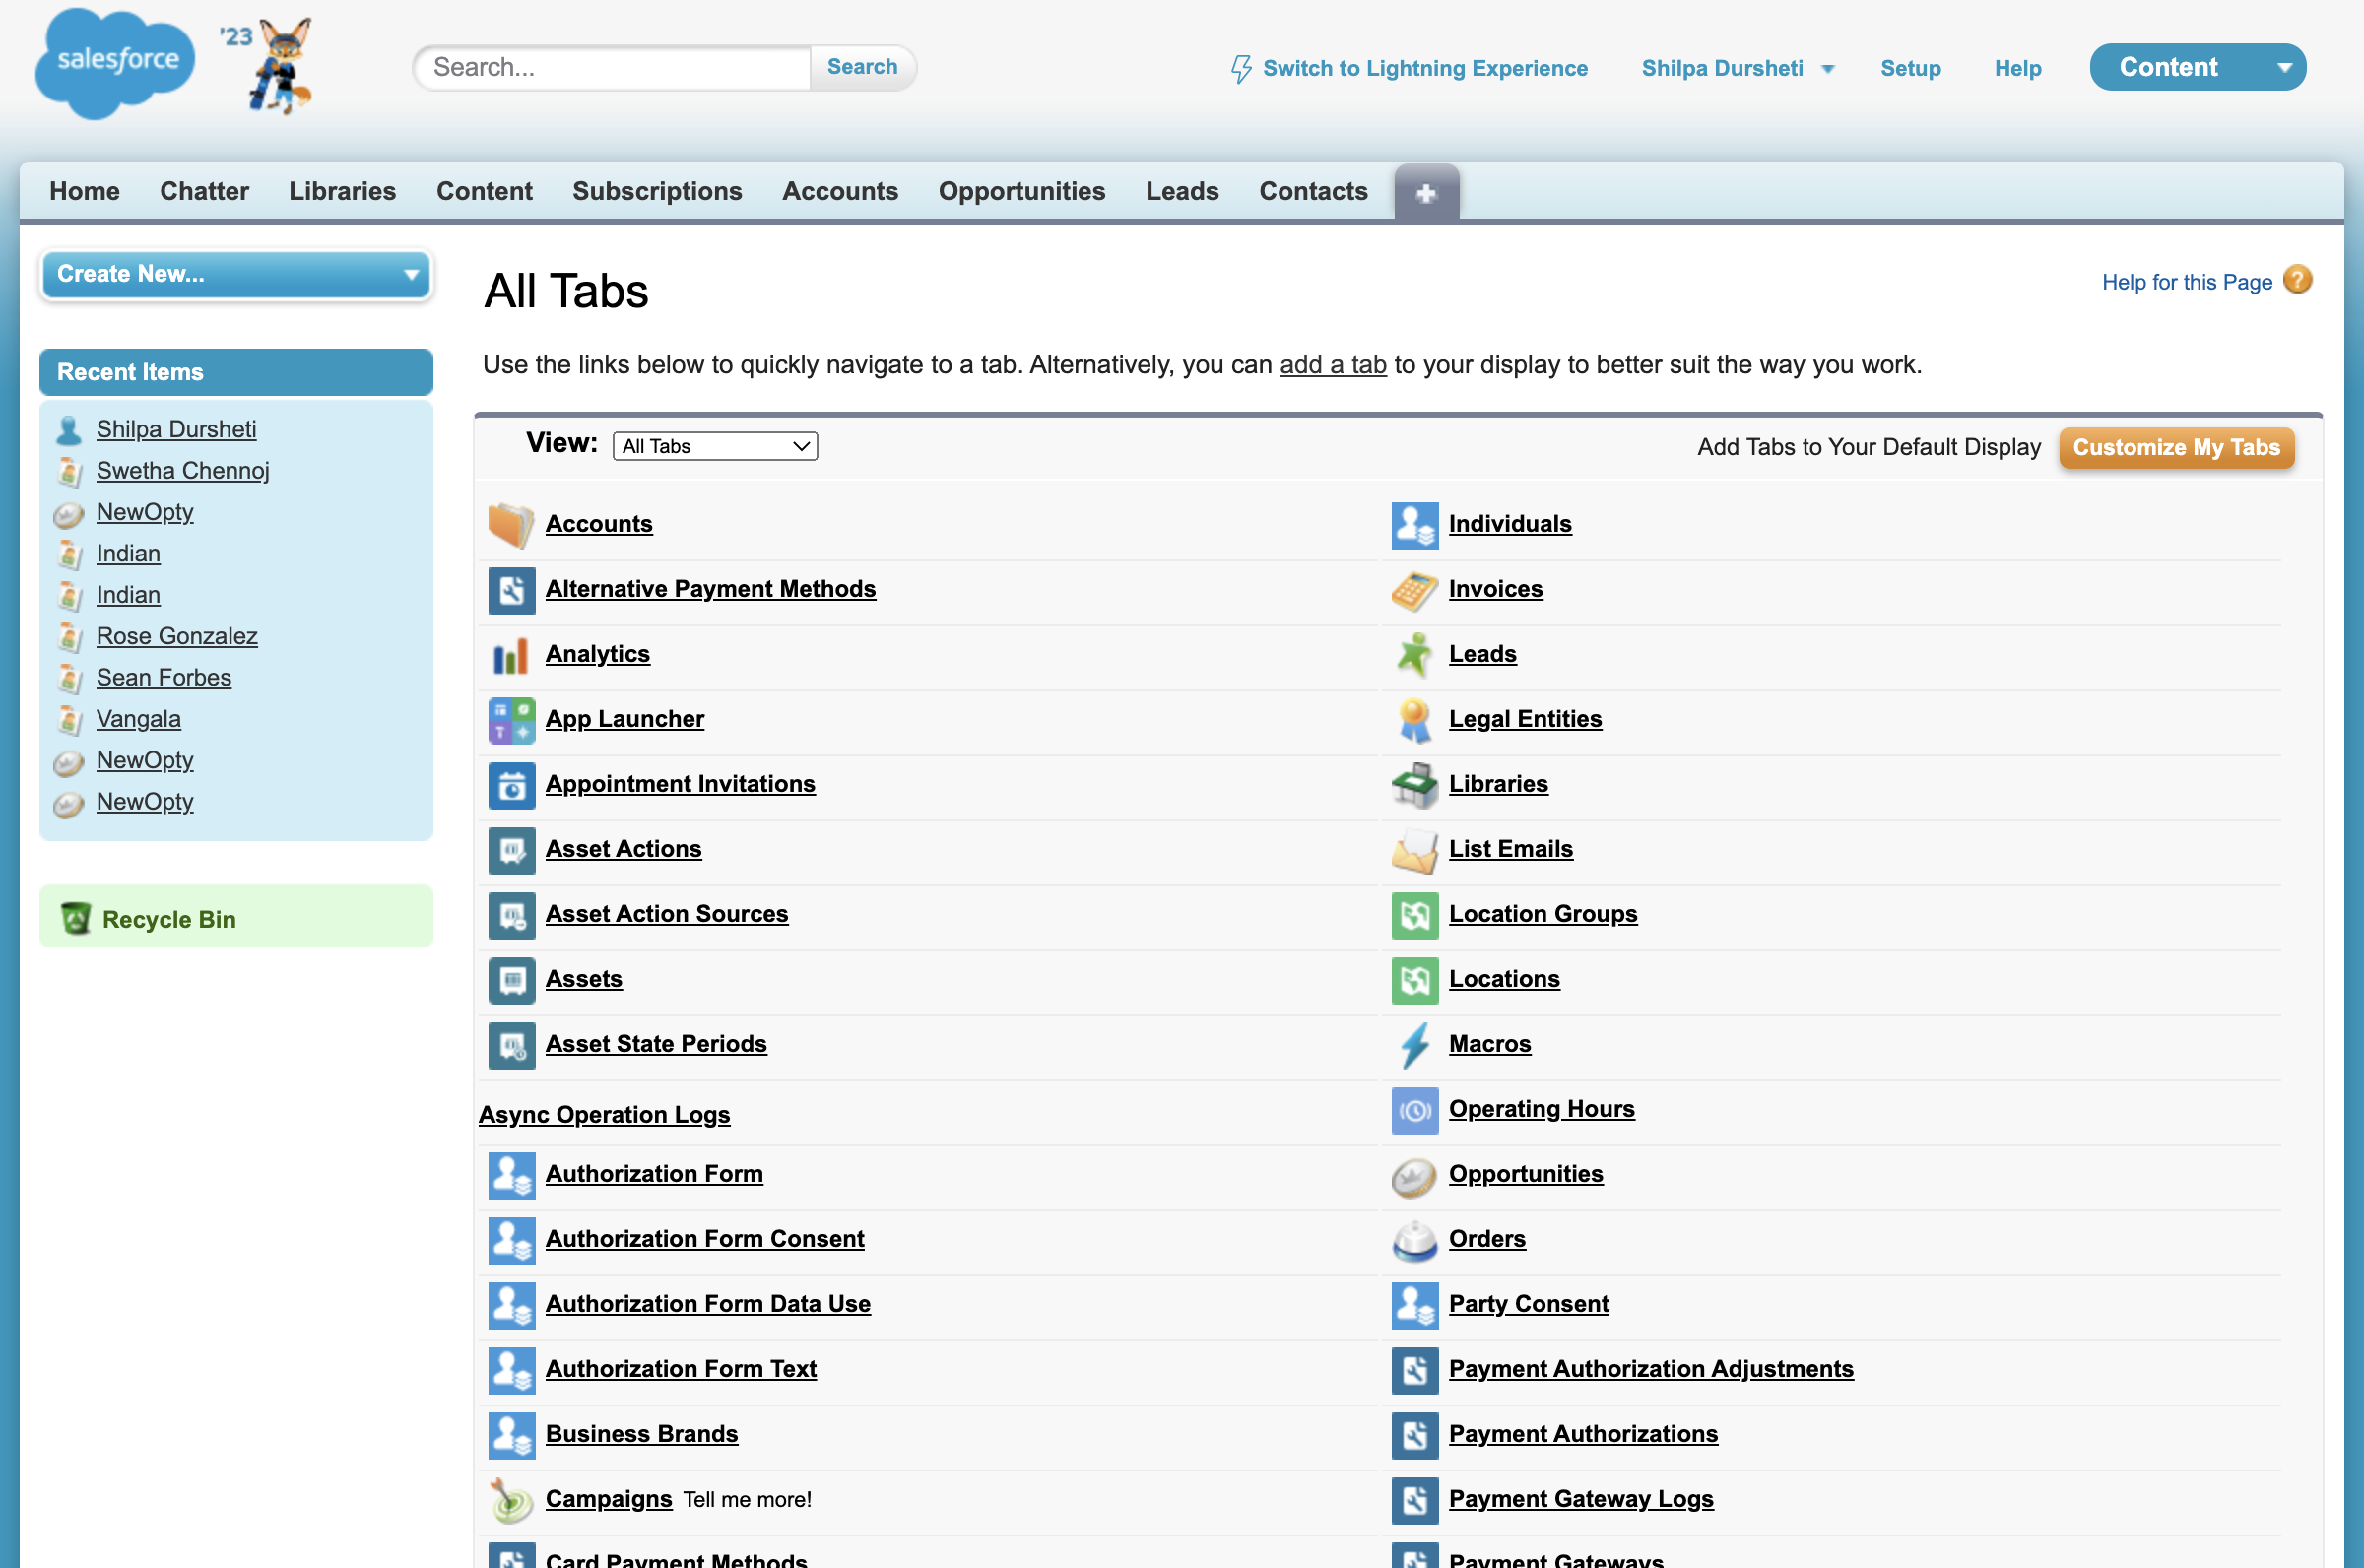 salesforce
'23
Search...
Search
Switch to Lightning Experience
Shilpa Dursheti
Setup
Help
Content
Home
Chatter
Libraries
Content
Subscriptions
Accounts
Opportunities
Leads
Contacts
Create New...
Recent Items
Shilpa Dursheti
Swetha Chennoj
NewOpty
Indian
Indian
Rose Gonzalez
Sean Forbes
Vangala
NewOpty
NewOpty
Recycle Bin
All Tabs
Help for this Page
Use the links below to quickly navigate to a tab. Alternatively, you can add a tab to your display to better suit the way you work.
View: All Tabs
Add Tabs to Your Default Display
Customize My Tabs
Accounts
Alternative Payment Methods
Analytics
App Launcher
Appointment Invitations
Asset Actions
Asset Action Sources
Assets
Asset State Periods
Async Operation Logs
Authorization Form
Authorization Form Consent
Authorization Form Data Use
Authorization Form Text
Business Brands
Campaigns Tell me more!
Card Payment Methods
Individuals
Invoices
Leads
Legal Entities
Libraries
List Emails
Location Groups
Locations
Macros
Operating Hours
Opportunities
Orders
Party Consent
Payment Authorization Adjustments
Payment Authorizations
Payment Gateway Logs
Payment Gateways